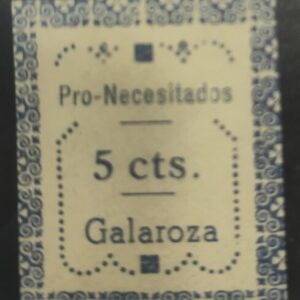 Pro-Necesitados
5 cts.
Galaroza